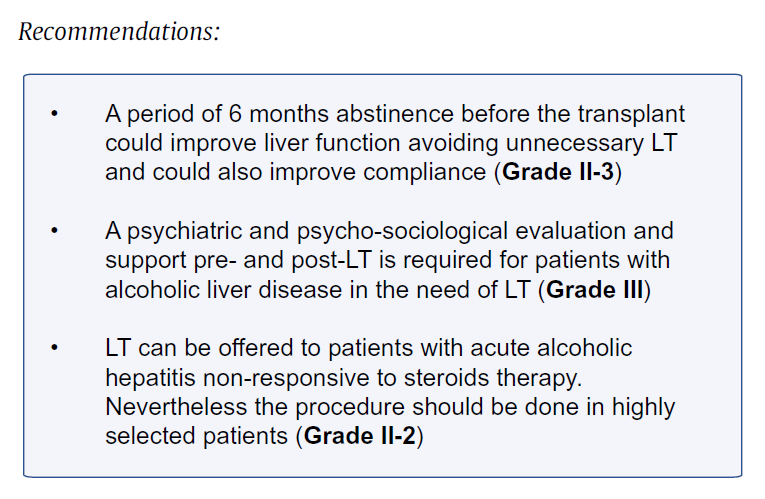 Recommendations:
• A period of 6 months abstinence before the transplant
could improve liver function avoiding unnecessary LT
and could also improve compliance (Grade II-3)
• A psychiatric and psycho-sociological evaluation and
support pre- and post-LT is required for patients with
alcoholic liver disease in the need of LT (Grade III)
• LT can be offered to patients with acute alcoholic
hepatitis non-responsive to steroids therapy.
Nevertheless the procedure should be done in highly
selected patients (Grade II-2)